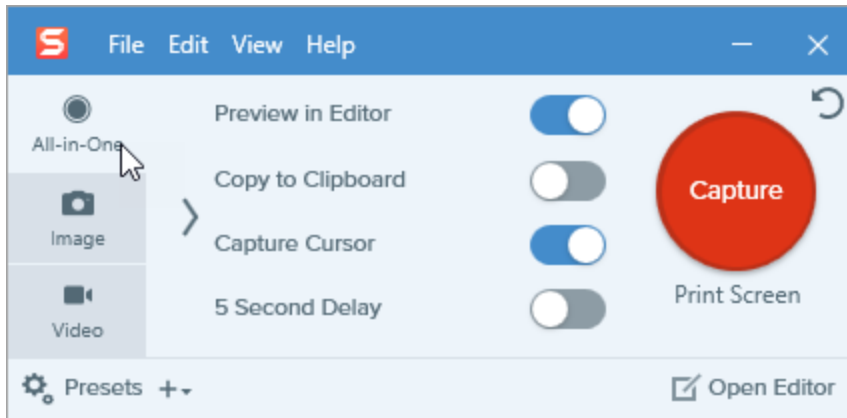 S File Edit View Help
All-in-One
Image
Video
Preview in Editor
Copy to Clipboard
Capture Cursor
5 Second Delay
Capture
Print Screen
Presets
Open Editor